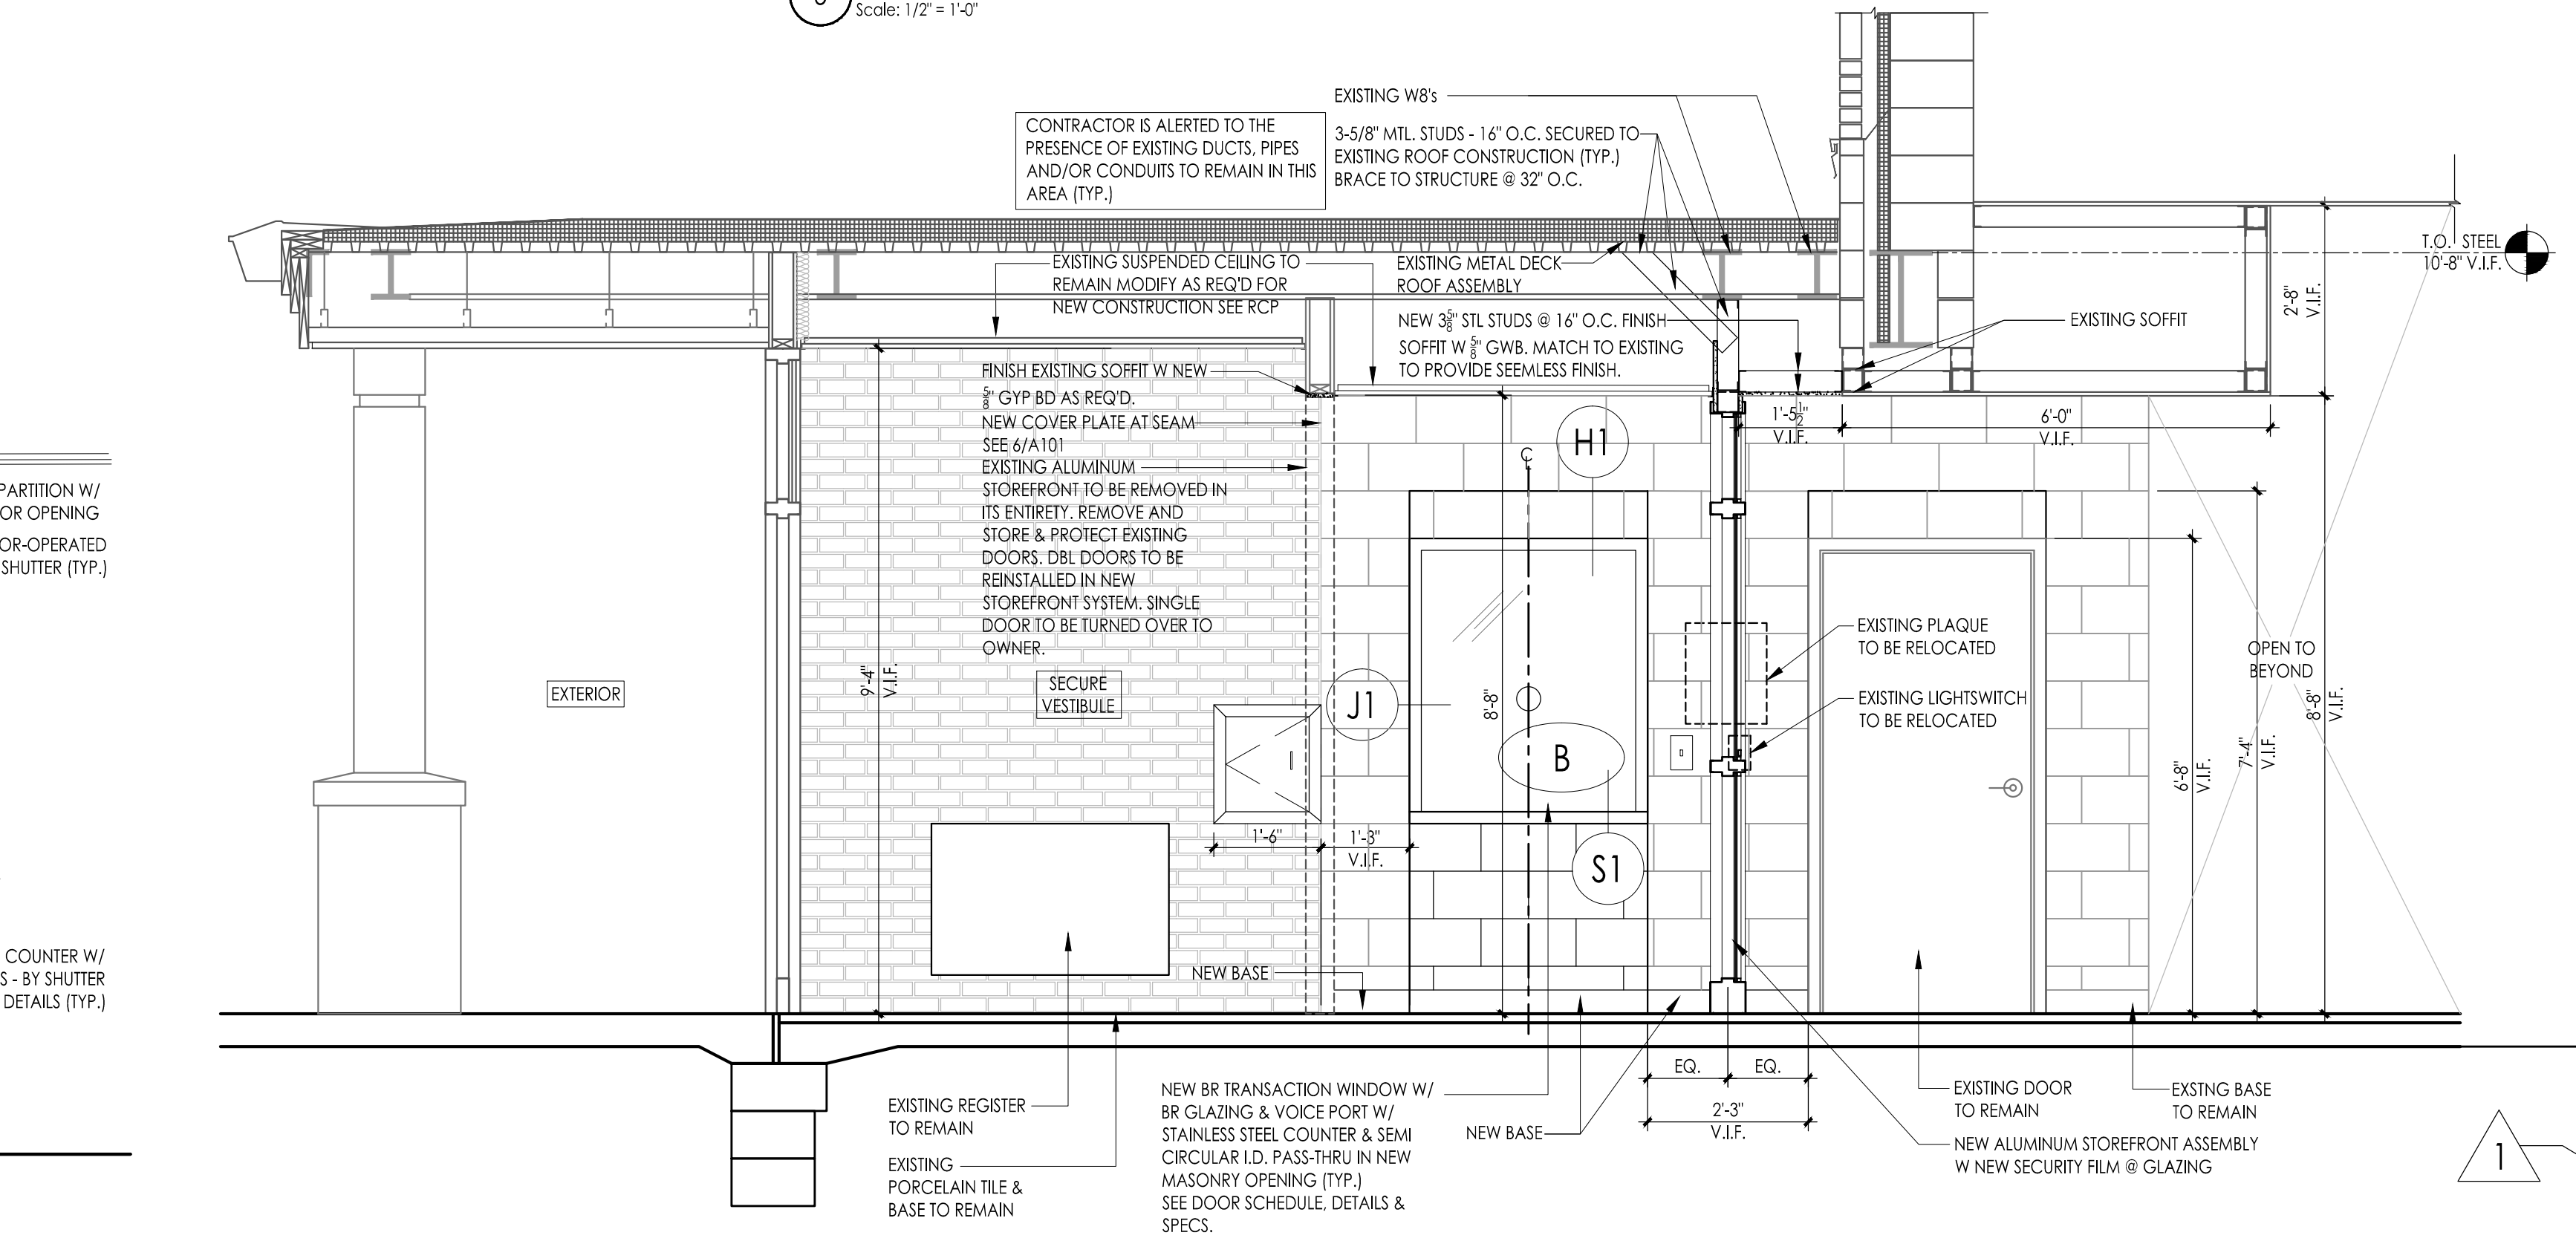 Scale: 1/2" = 1'-0"
CONTRACTOR IS ALERTED TO THE
PRESENCE OF EXISTING DUCTS, PIPES
AND/OR CONDUITS TO REMAIN IN THIS
AREA (TYP.)
EXISTING W8's
3-5/8" MTL. STUDS - 16" O.C. SECURED TO
EXISTING ROOF CONSTRUCTION (TYP.)
BRACE TO STRUCTURE @ 32" O.C.
EXISTING SUSPENDED CEILING TO
REMAIN MODIFY AS REQ'D FOR
NEW CONSTRUCTION SEE RCP
EXISTING METAL DECK
ROOF ASSEMBLY
NEW 3 5/8" STL STUDS @ 16" O.C. FINISH
SOFFIT W 5/8" GWB. MATCH TO EXISTING
TO PROVIDE SEEMLESS FINISH.
T.O. STEEL
10'-8" V.I.F.
2'-8"
V.I.F.
EXISTING SOFFIT
FINISH EXISTING SOFFIT W NEW
5/8" GYP BD AS REQ'D.
NEW COVER PLATE AT SEAM
SEE 6/A101
EXISTING ALUMINUM
STOREFRONT TO BE REMOVED IN
ITS ENTIRETY. REMOVE AND
STORE & PROTECT EXISTING
DOORS. DBL DOORS TO BE
REINSTALLED IN NEW
STOREFRONT SYSTEM. SINGLE
DOOR TO BE TURNED OVER TO
OWNER.
1'-5 1/2"
V.I.F.
6'-0"
V.I.F.
H1
PARTITION W/
OR OPENING
OR-OPERATED
SHUTTER (TYP.)
EXTERIOR
9'-4"
V.I.F.
SECURE
VESTIBULE
J1
8'-8"
B
S1
EXISTING PLAQUE
TO BE RELOCATED
EXISTING LIGHTSWITCH
TO BE RELOCATED
OPEN TO
BEYOND
6'-8"
V.I.F.
7'-4"
V.I.F.
8'-8"
V.I.F.
1'-6"
1'-3"
V.I.F.
COUNTER W/
S - BY SHUTTER
DETAILS (TYP.)
NEW BASE
EXISTING REGISTER
TO REMAIN
EXISTING
PORCELAIN TILE &
BASE TO REMAIN
NEW BR TRANSACTION WINDOW W/
BR GLAZING & VOICE PORT W/
STAINLESS STEEL COUNTER & SEMI
CIRCULAR I.D. PASS-THRU IN NEW
MASONRY OPENING (TYP.)
SEE DOOR SCHEDULE, DETAILS &
SPECS.
NEW BASE
EQ.
EQ.
2'-3"
V.I.F.
EXISTING DOOR
TO REMAIN
EXSTNG BASE
TO REMAIN
NEW ALUMINUM STOREFRONT ASSEMBLY
W NEW SECURITY FILM @ GLAZING
1